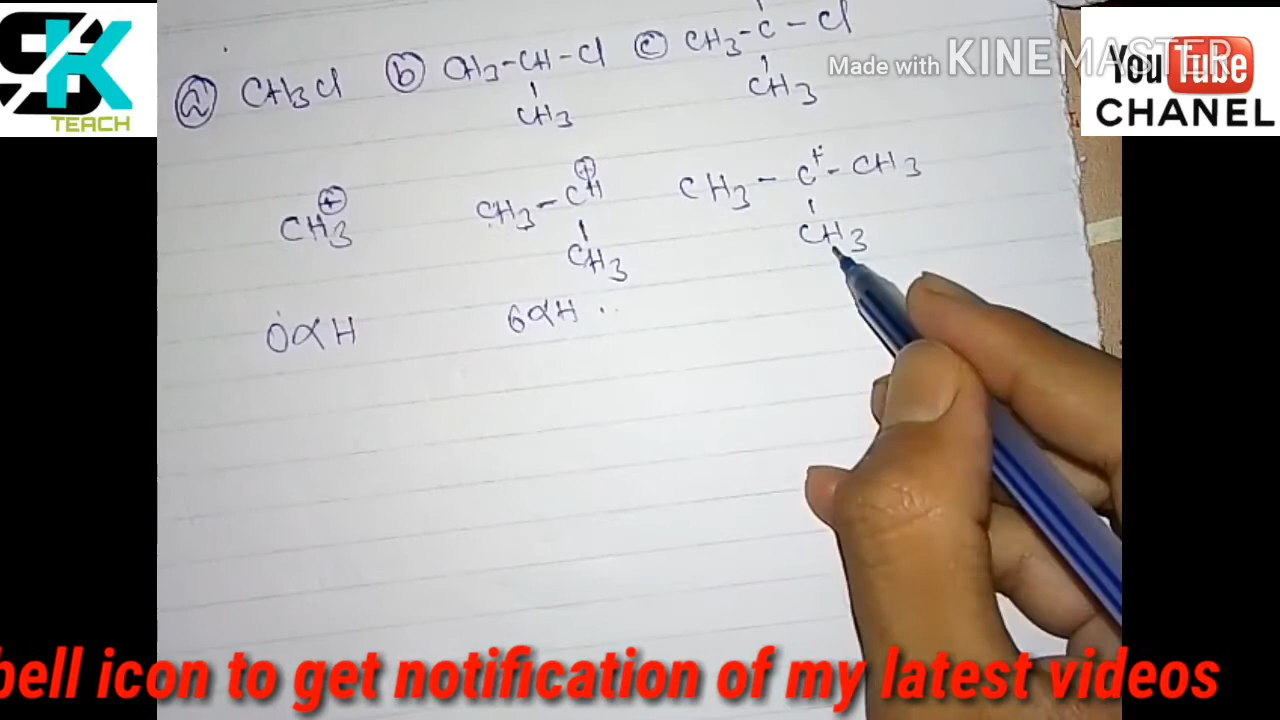 SK
TEACH
Made with KINEMASTER
YouTube
CHANEL
ⓐ CH3Cl ⓑ CH3-CH-Cl ⓒ CH3-C-Cl
CH3 CH3
CH3⊕ CH3-CH⊕ CH3-C+-CH3
CH3 CH3
0αH 6αH ..
bell icon to get notification of my latest videos